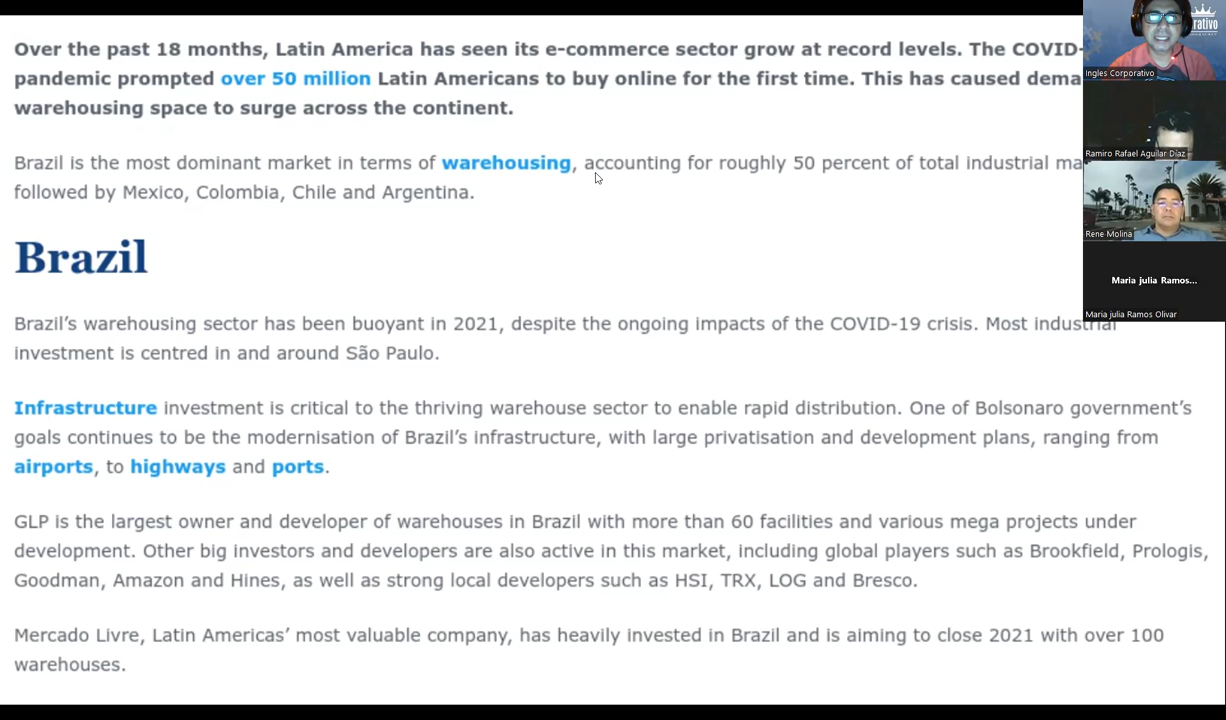 Over the past 18 months, Latin America has seen its e-commerce sector grow at record levels. The COVID-
pandemic prompted over 50 million Latin Americans to buy online for the first time. This has caused dema
warehousing space to surge across the continent.
Brazil is the most dominant market in terms of warehousing, accounting for roughly 50 percent of total industrial ma
followed by Mexico, Colombia, Chile and Argentina.
Brazil
Brazil's warehousing sector has been buoyant in 2021, despite the ongoing impacts of the COVID-19 crisis. Most industrial
investment is centred in and around São Paulo.
Infrastructure investment is critical to the thriving warehouse sector to enable rapid distribution. One of Bolsonaro government's
goals continues to be the modernisation of Brazil's infrastructure, with large privatisation and development plans, ranging from
airports, to highways and ports.
GLP is the largest owner and developer of warehouses in Brazil with more than 60 facilities and various mega projects under
development. Other big investors and developers are also active in this market, including global players such as Brookfield, Prologis,
Goodman, Amazon and Hines, as well as strong local developers such as HSI, TRX, LOG and Bresco.
Mercado Livre, Latin Americas' most valuable company, has heavily invested in Brazil and is aiming to close 2021 with over 100
warehouses.
rativo
Ingles Corporativo
Ramiro Rafael Aguilar Díaz
Rene Molina
Maria julia Ramos...
Maria julia Ramos Olivar